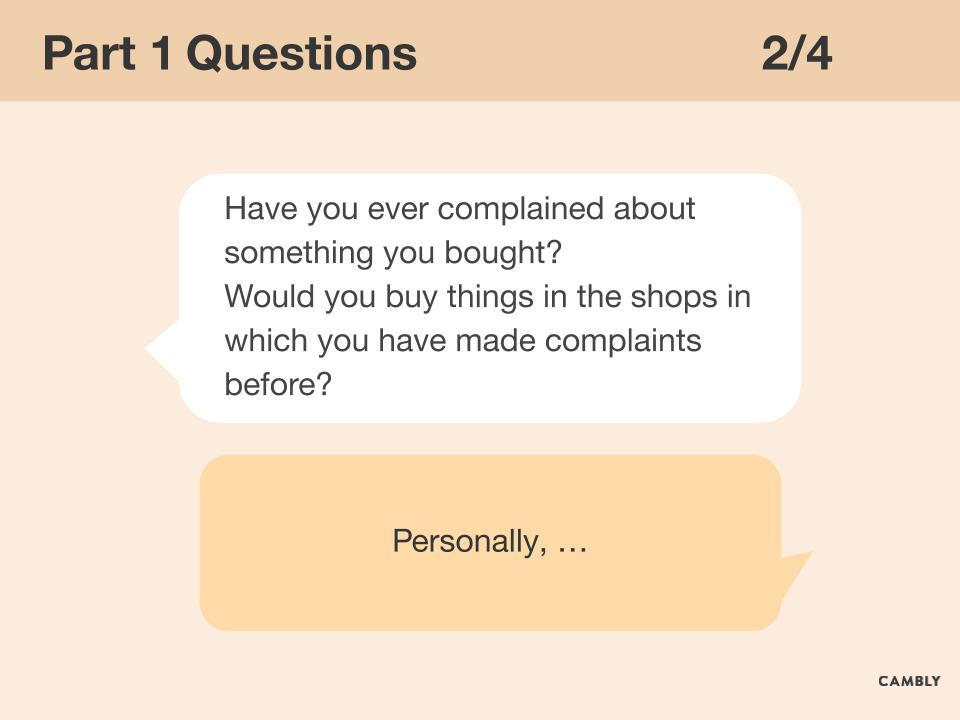 Part 1 Questions 2/4
Have you ever complained about
something you bought?
Would you buy things in the shops in
which you have made complaints
before?
Personally, …
CAMBLY